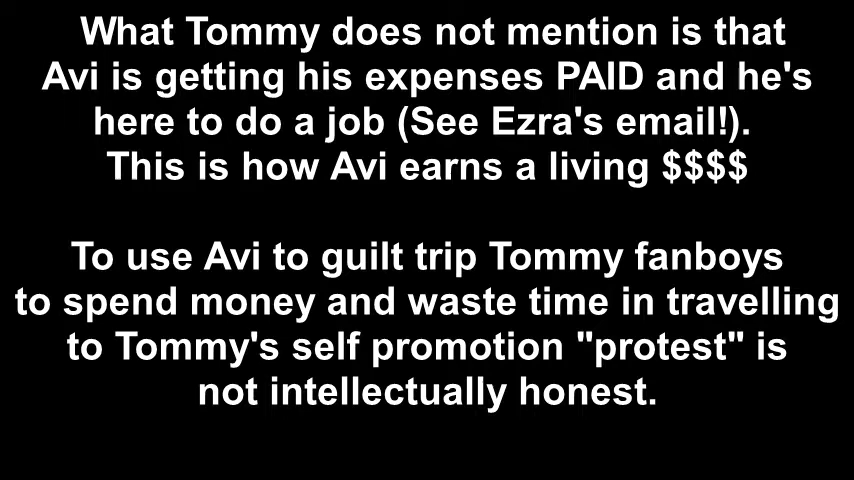 What Tommy does not mention is that
Avi is getting his expenses PAID and he's
here to do a job (See Ezra's email!).
This is how Avi earns a living $$$$
To use Avi to guilt trip Tommy fanboys
to spend money and waste time in travelling
to Tommy's self promotion "protest" is
not intellectually honest.